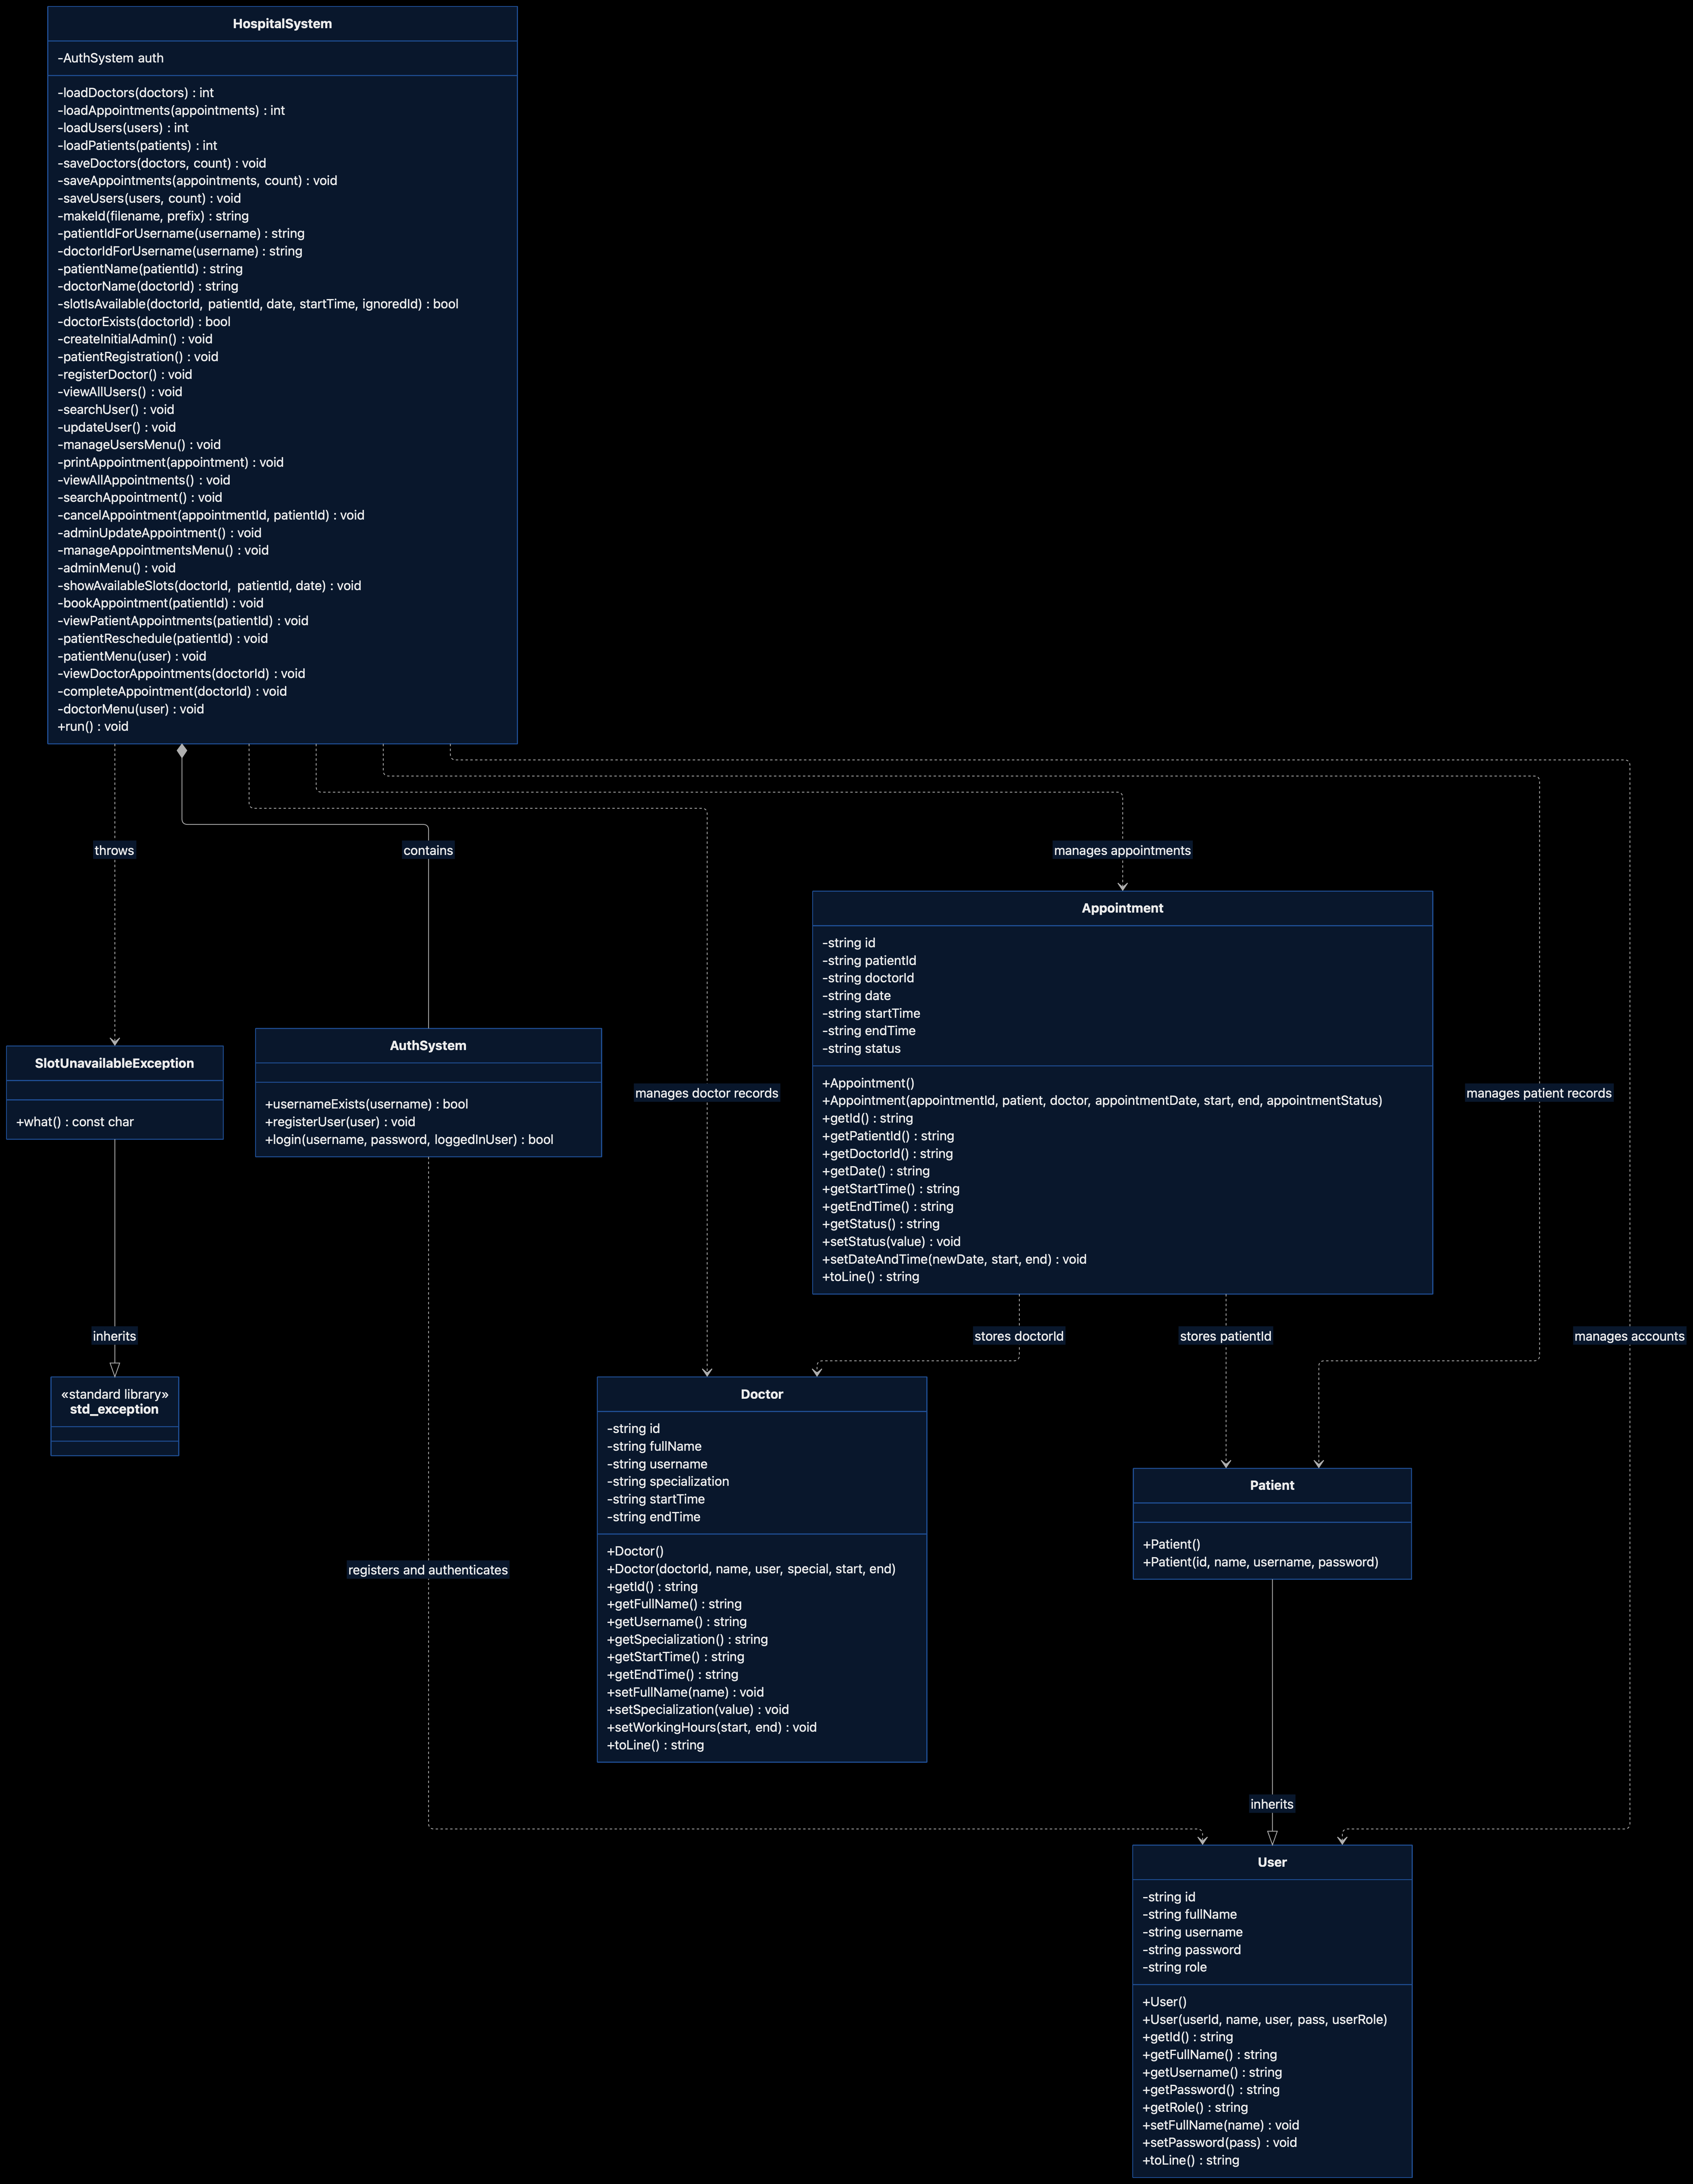 HospitalSystem
-AuthSystem auth
-loadDoctors(doctors) : int
-loadAppointments(appointments) : int
-loadUsers(users) : int
-loadPatients(patients) : int
-saveDoctors(doctors, count) : void
-saveAppointments(appointments, count) : void
-saveUsers(users, count) : void
-makeId(filename, prefix) : string
-patientIdForUsername(username) : string
-doctorIdForUsername(username) : string
-patientName(patientId) : string
-doctorName(doctorId) : string
-slotIsAvailable(doctorId, patientId, date, startTime, ignoredId) : bool
-doctorExists(doctorId) : bool
-createInitialAdmin() : void
-patientRegistration() : void
-registerDoctor() : void
-viewAllUsers() : void
-searchUser() : void
-updateUser() : void
-manageUsersMenu() : void
-printAppointment(appointment) : void
-viewAllAppointments() : void
-searchAppointment() : void
-cancelAppointment(appointmentId, patientId) : void
-adminUpdateAppointment() : void
-manageAppointmentsMenu() : void
-adminMenu() : void
-showAvailableSlots(doctorId, patientId, date) : void
-bookAppointment(patientId) : void
-viewPatientAppointments(patientId) : void
-patientReschedule(patientId) : void
-patientMenu(user) : void
-viewDoctorAppointments(doctorId) : void
-completeAppointment(doctorId) : void
-doctorMenu(user) : void
+run() : void
throws
contains
manages appointments
Appointment
-string id
-string patientId
-string doctorId
-string date
-string startTime
-string endTime
-string status
+Appointment()
+Appointment(appointmentId, patient, doctor, appointmentDate, start, end, appointmentStatus)
+getId() : string
+getPatientId() : string
+getDoctorId() : string
+getDate() : string
+getStartTime() : string
+getEndTime() : string
+getStatus() : string
+setStatus(value) : void
+setDateAndTime(newDate, start, end) : void
+toLine() : string
SlotUnavailableException
+what() : const char
AuthSystem
+usernameExists(username) : bool
+registerUser(user) : void
+login(username, password, loggedInUser) : bool
manages doctor records
manages patient records
inherits
stores doctorId
stores patientId
manages accounts
«standard library»
std_exception
Doctor
-string id
-string fullName
-string username
-string specialization
-string startTime
-string endTime
+Doctor()
+Doctor(doctorId, name, user, special, start, end)
+getId() : string
+getFullName() : string
+getUsername() : string
+getSpecialization() : string
+getStartTime() : string
+getEndTime() : string
+setFullName(name) : void
+setSpecialization(value) : void
+setWorkingHours(start, end) : void
+toLine() : string
Patient
+Patient()
+Patient(id, name, username, password)
registers and authenticates
inherits
User
-string id
-string fullName
-string username
-string password
-string role
+User()
+User(userId, name, user, pass, userRole)
+getId() : string
+getFullName() : string
+getUsername() : string
+getPassword() : string
+getRole() : string
+setFullName(name) : void
+setPassword(pass) : void
+toLine() : string